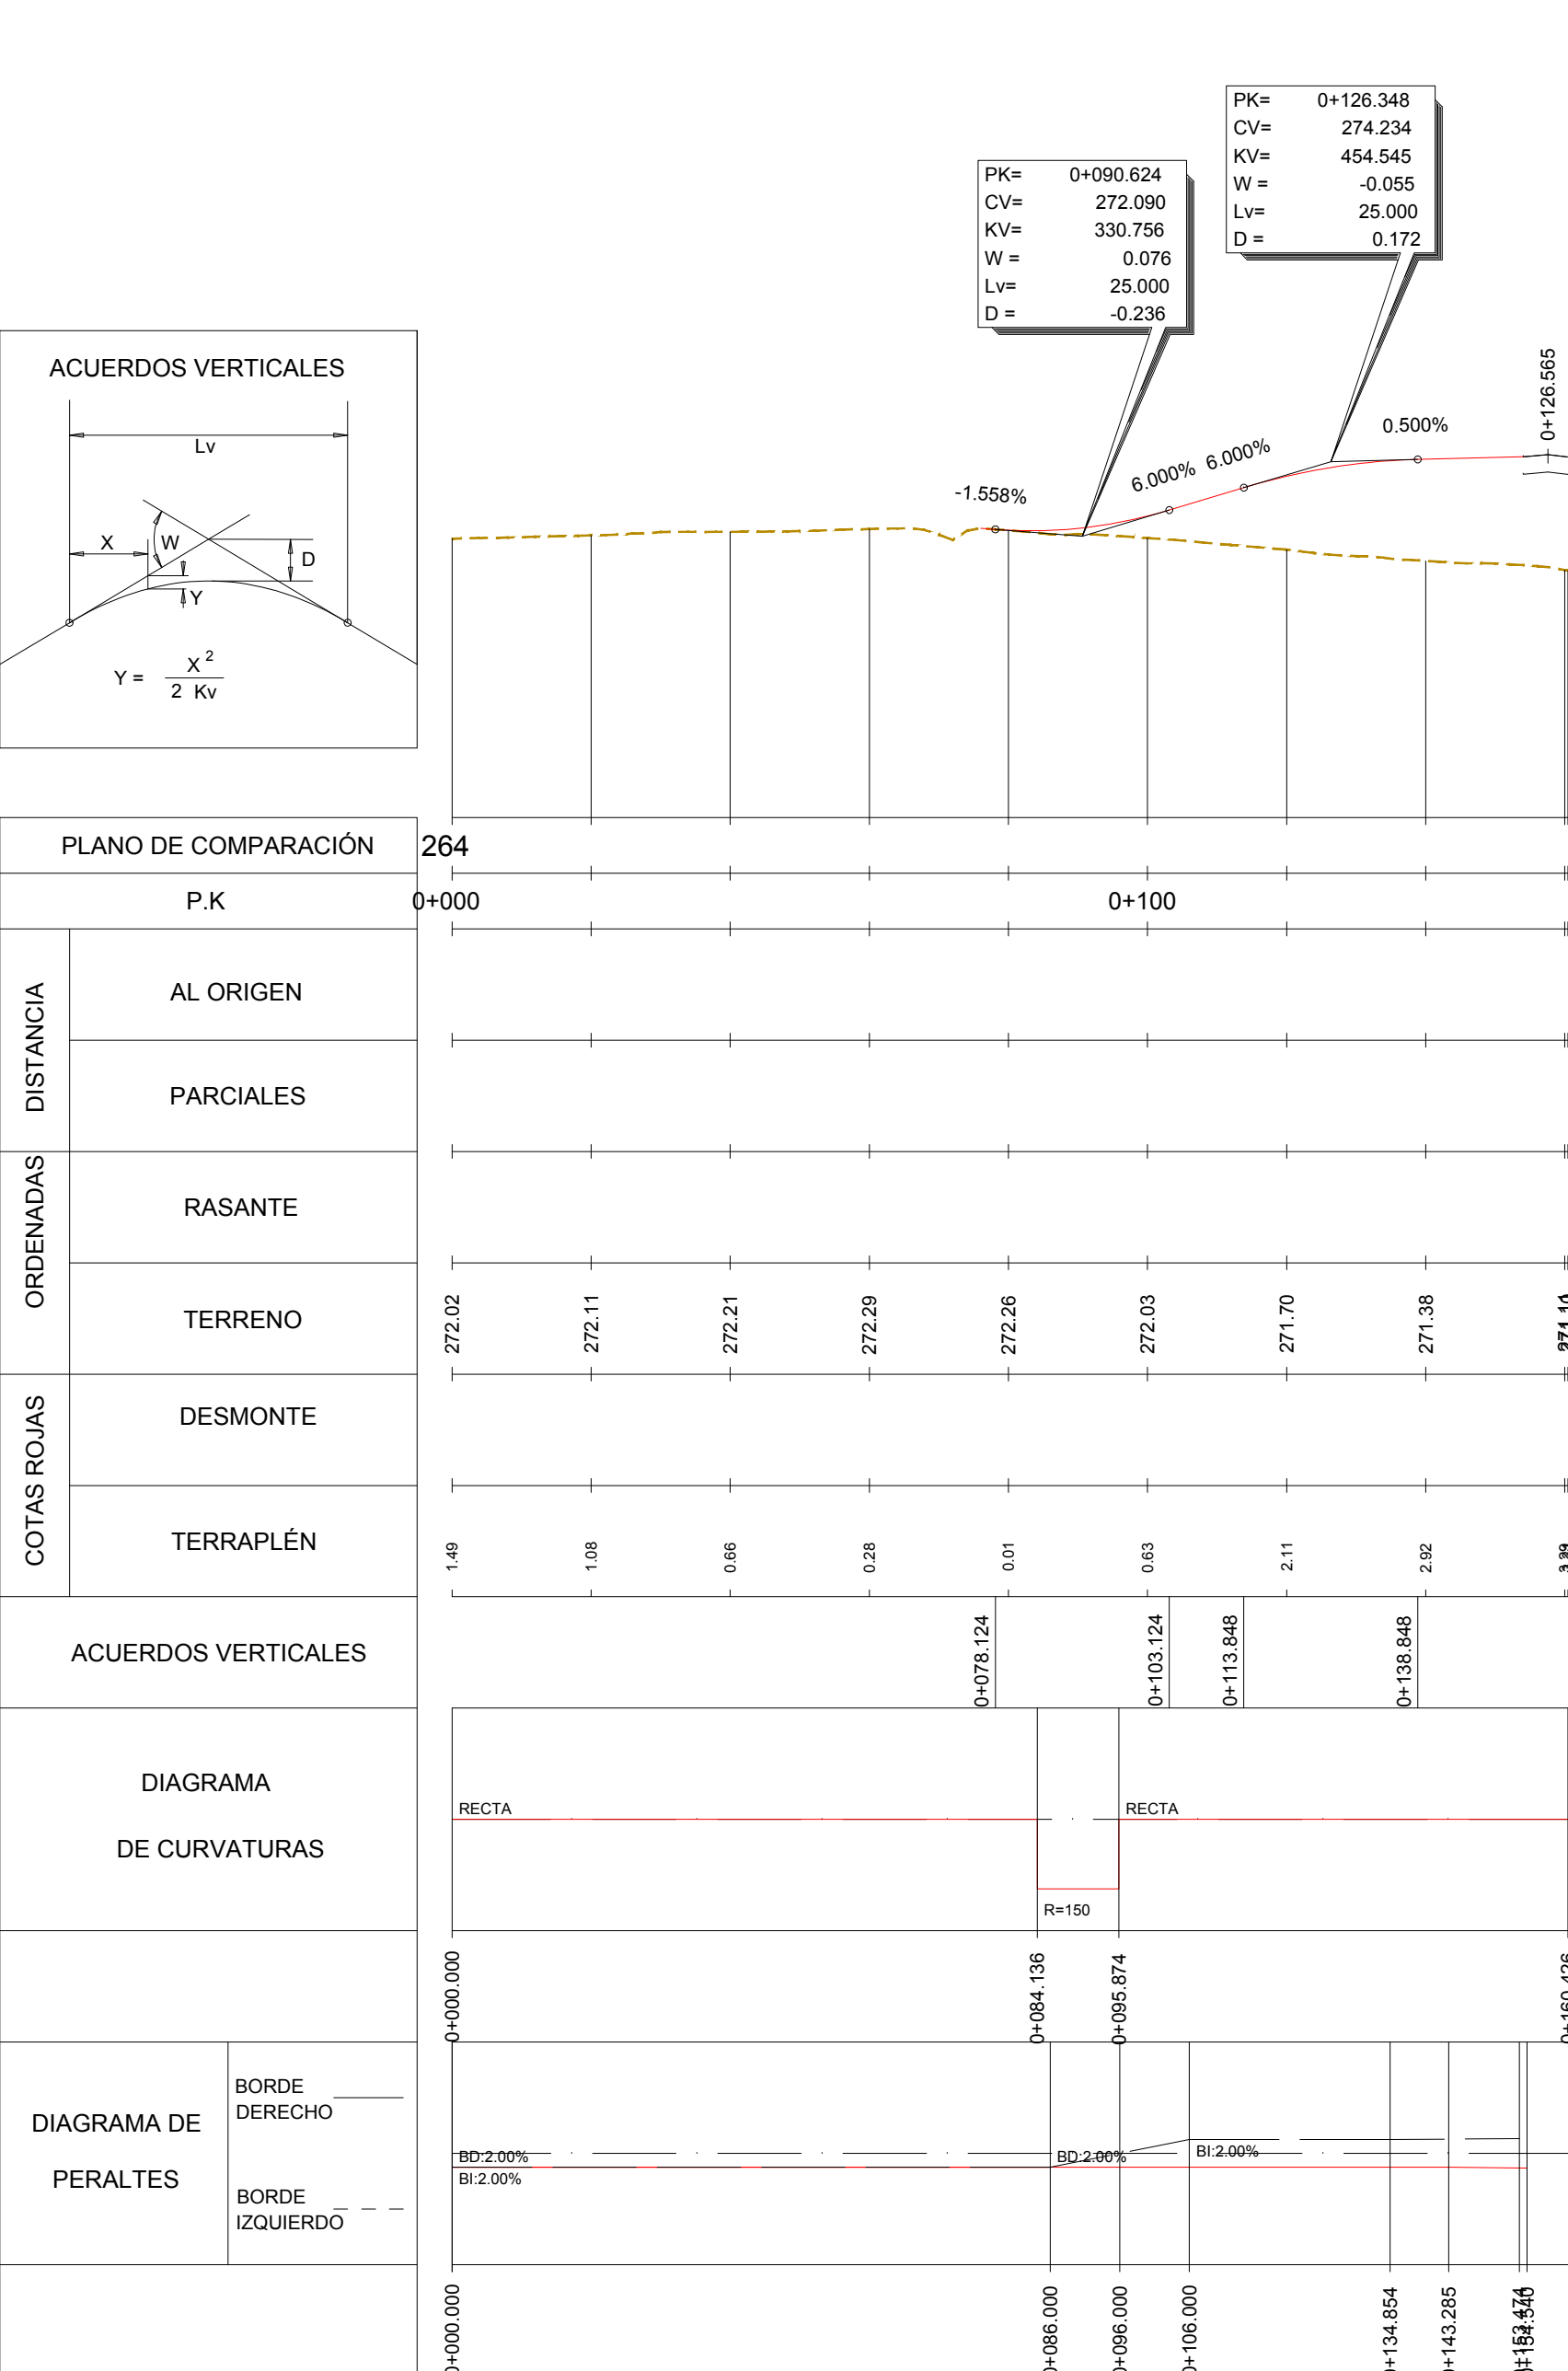 PK= 0+126.348
CV= 274.234
KV= 454.545
W = -0.055
Lv= 25.000
D = 0.172
PK= 0+090.624
CV= 272.090
KV= 330.756
W = 0.076
Lv= 25.000
D = -0.236
ACUERDOS VERTICALES
Lv
X
W
D
Y
Y = X 2
2 Kv
-1.558%
6.000%
6.000%
0.500%
0+126.565
PLANO DE COMPARACIÓN 264
P.K 0+000 0+100
DISTANCIA
AL ORIGEN
PARCIALES
ORDENADAS
RASANTE
TERRENO 272.02 272.11 272.21 272.29 272.26 272.03 271.70 271.38
COTAS ROJAS
DESMONTE
TERRAPLÉN 1.49 1.08 0.66 0.28 0.01 0.63 2.11 2.92
ACUERDOS VERTICALES 0+078.124 0+103.124 0+113.848 0+138.848
DIAGRAMA
DE CURVATURAS
RECTA
R=150
RECTA
0+000.000 0+084.136 0+095.874 0+160.426
DIAGRAMA DE
PERALTES
BORDE
DERECHO
BORDE
IZQUIERDO
BD:2.00%
BI:2.00%
BD:2.00%
BI:2.00%
0+000.000 0+086.000 0+096.000 0+106.000 0+134.854 0+143.285